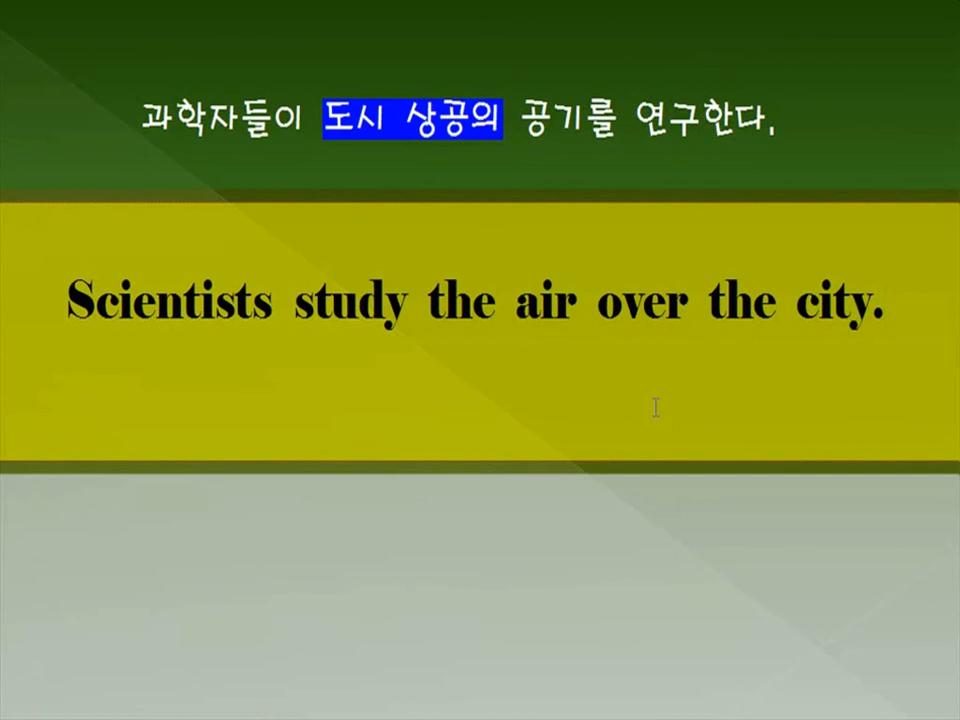 과학자들이 도시 상공의 공기를 연구한다.
Scientists study the air over the city.